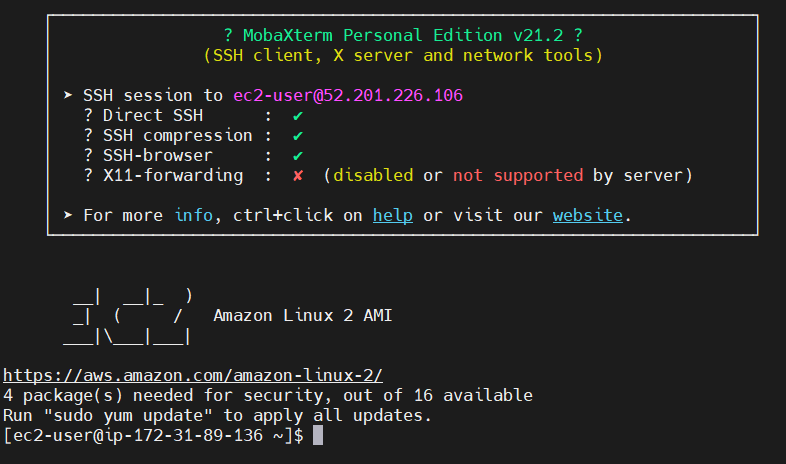 ? MobaXterm Personal Edition v21.2 ?
(SSH client, X server and network tools)
➤ SSH session to ec2-user@52.201.226.106
? Direct SSH : ✔
? SSH compression : ✔
? SSH-browser : ✔
? X11-forwarding : ✘ (disabled or not supported by server)
➤ For more info, ctrl+click on help or visit our website.
__| __|_ )
_| ( / Amazon Linux 2 AMI
___|\___|___|
https://aws.amazon.com/amazon-linux-2/
4 package(s) needed for security, out of 16 available
Run "sudo yum update" to apply all updates.
[ec2-user@ip-172-31-89-136 ~]$